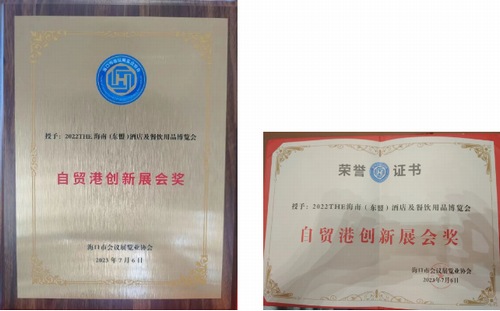 授予：2022THE海南（东盟）酒店及餐饮用品博览会
自贸港创新展会奖
海口市会议展览业协会
2023年7月6日
荣誉 证书
授予：2022THE海南（东盟）酒店及餐饮用品博览会
自贸港创新展会奖
海口市会议展览业协会
2023年7月6日